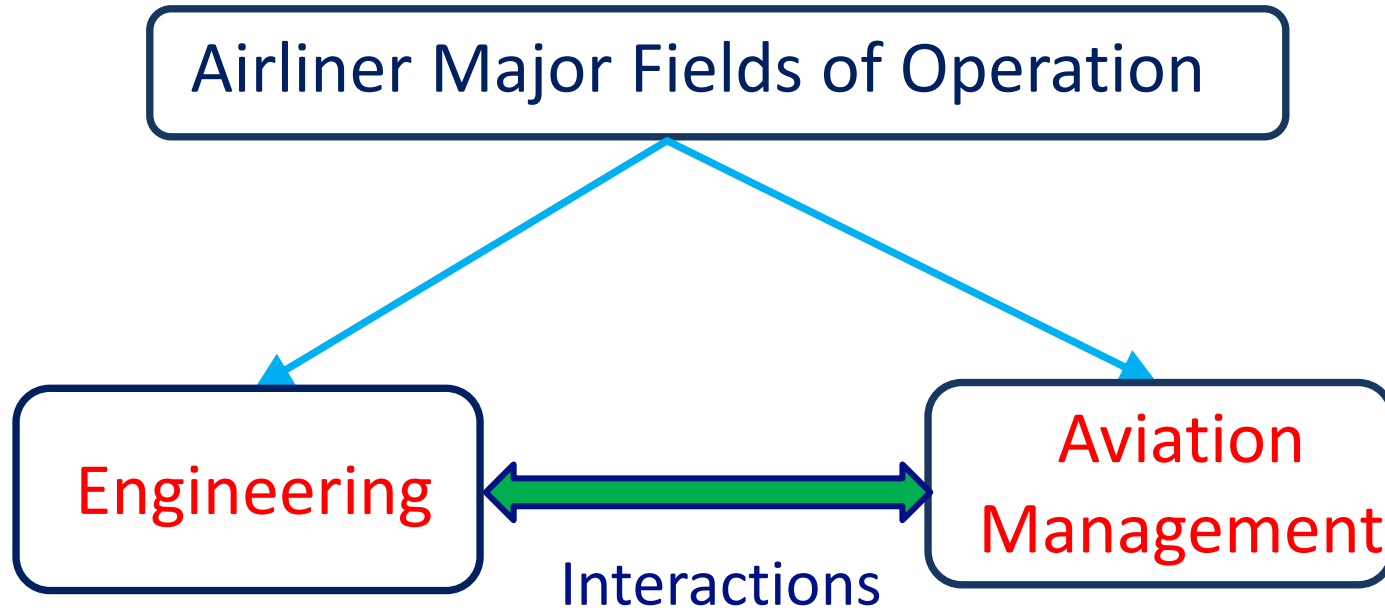 Airliner Major Fields of Operation
Engineering
Aviation
Management
Interactions